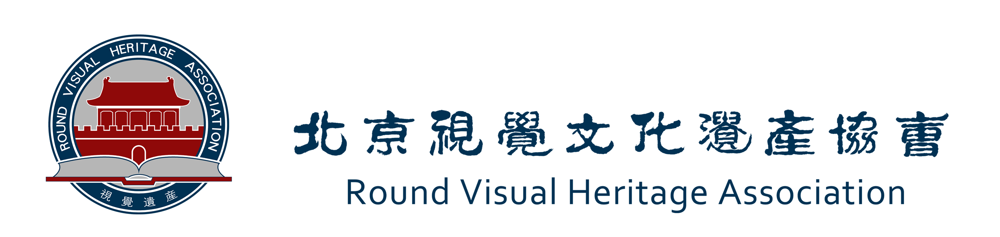 ROUND VISUAL HERITAGE ASSOCIATION
視覺遺産
北京視覺文化遺產協會
Round Visual Heritage Association